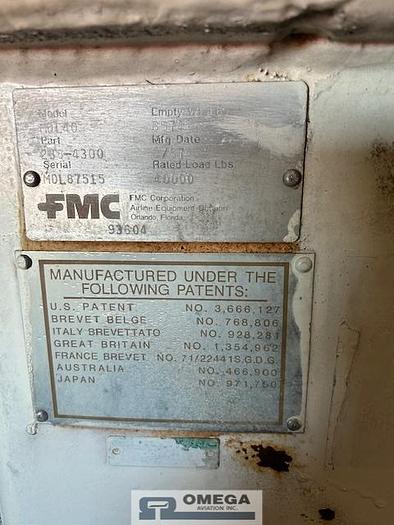 Model Empty Wt Lbs
MDL40
Part Mfg Date
Serial Rated Load Lbs
MDL87515 40000
FMC FMC Corporation
Airline Equipment Division
Orlando, Florida
93604
MANUFACTURED UNDER THE
FOLLOWING PATENTS:
U.S. PATENT NO. 3,666,127
BREVET BELGE NO. 768,806
ITALY BREVETTATO NO. 928,281
GREAT BRITAIN NO. 1,354,962
FRANCE BREVET NO. 71/22441S.G.D.G.
AUSTRALIA NO. 466,900
JAPAN NO. 971,750
OMEGA
AVIATION INC.